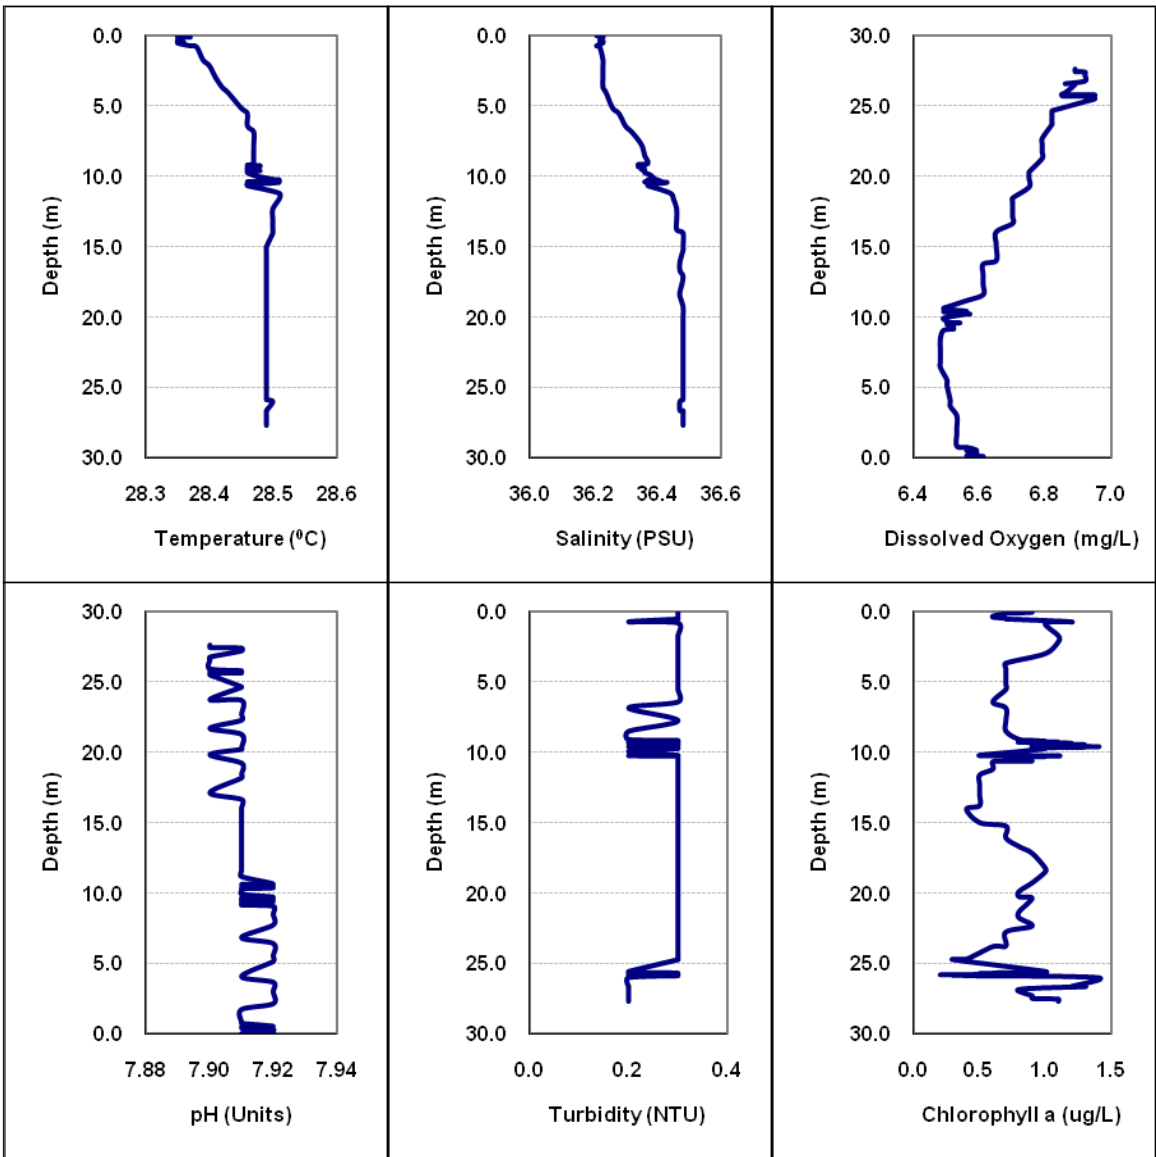 0.0
5.0
10.0
15.0
20.0
25.0
30.0
Depth (m)
28.3 28.4 28.5 28.6
Temperature (⁰C)
0.0
5.0
10.0
15.0
20.0
25.0
30.0
Depth (m)
36.0 36.2 36.4 36.6
Salinity (PSU)
30.0
25.0
20.0
15.0
10.0
5.0
0.0
Depth (m)
6.4 6.6 6.8 7.0
Dissolved Oxygen (mg/L)
30.0
25.0
20.0
15.0
10.0
5.0
0.0
Depth (m)
7.88 7.90 7.92 7.94
pH (Units)
0.0
5.0
10.0
15.0
20.0
25.0
30.0
Depth (m)
0.0 0.2 0.4
Turbidity (NTU)
0.0
5.0
10.0
15.0
20.0
25.0
30.0
Depth (m)
0.0 0.5 1.0 1.5
Chlorophyll a (ug/L)